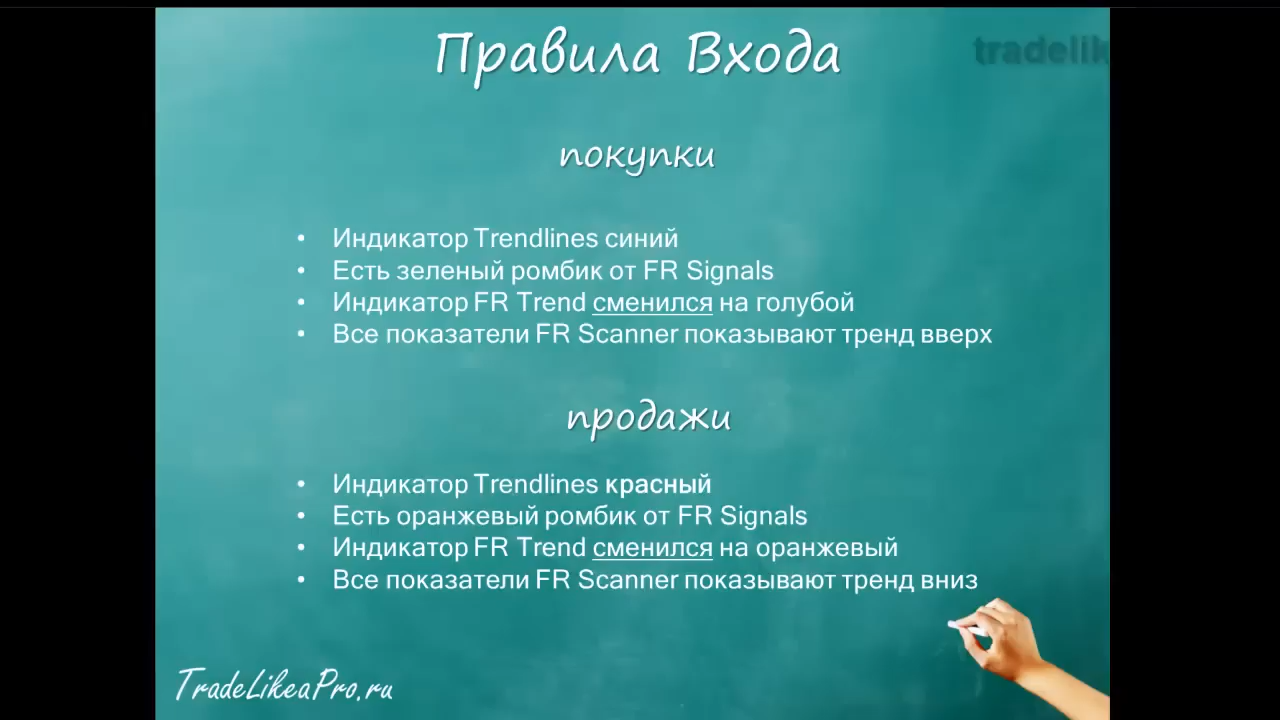 Правила Входа
tradelik
покупки
• Индикатор Trendlines синий
• Есть зеленый ромбик от FR Signals
• Индикатор FR Trend сменился на голубой
• Все показатели FR Scanner показывают тренд вверх
продажи
• Индикатор Trendlines красный
• Есть оранжевый ромбик от FR Signals
• Индикатор FR Trend сменился на оранжевый
• Все показатели FR Scanner показывают тренд вниз
TradeLikeaPro.ru